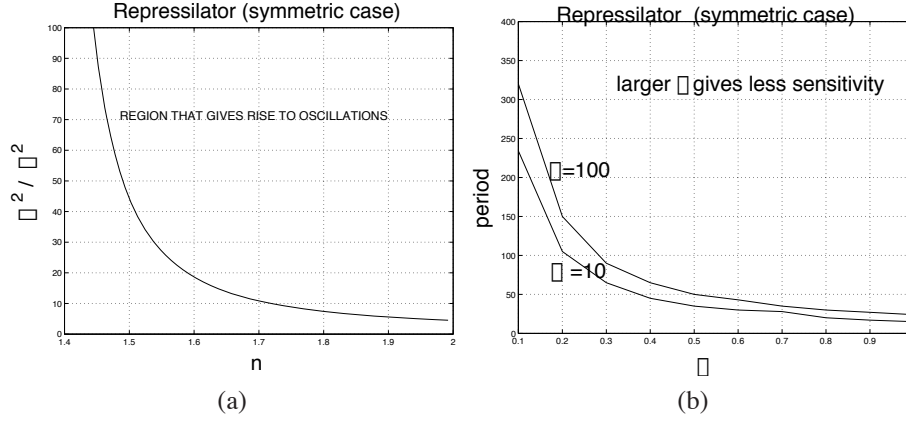 Repressilator (symmetric case)
100
90
80
70
60
50
40
30
20
10
0
▯² / ▯²
REGION THAT GIVES RISE TO OSCILLATIONS
1.4 1.5 1.6 1.7 1.8 1.9 2
n
(a)
Repressilator (symmetric case)
400
350
300
250
200
150
100
50
0
period
larger ▯ gives less sensitivity
▯=100
▯ =10
0.1 0.2 0.3 0.4 0.5 0.6 0.7 0.8 0.9
▯
(b)